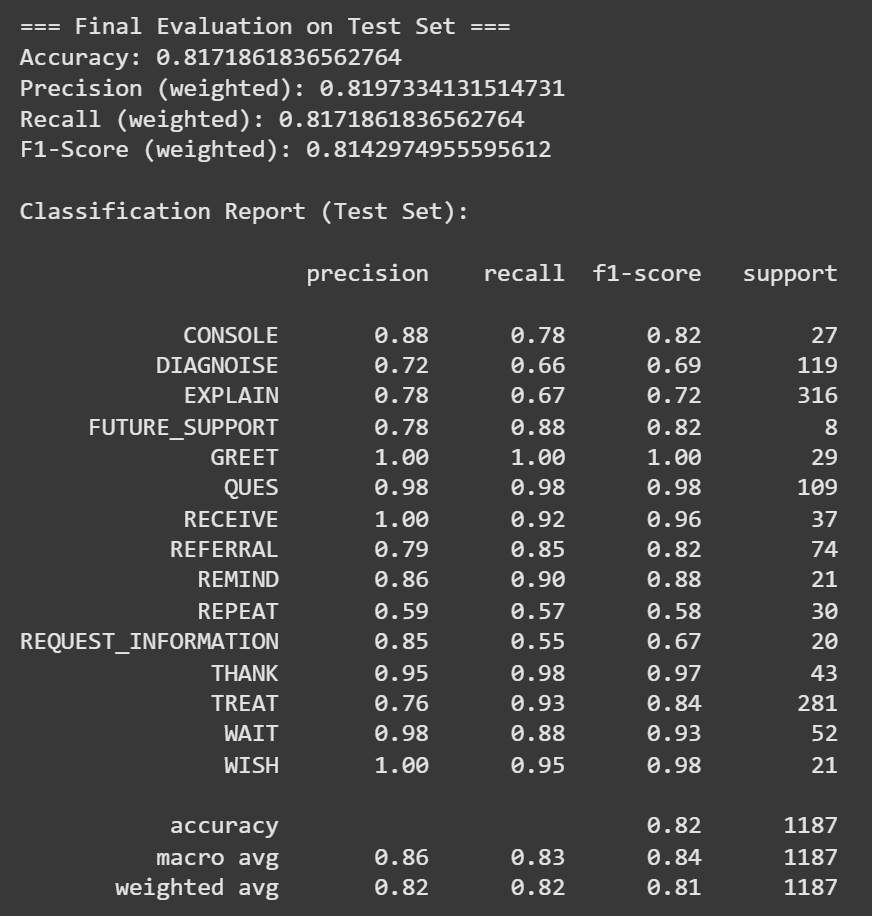 === Final Evaluation on Test Set ===
Accuracy: 0.8171861836562764
Precision (weighted): 0.8197334131514731
Recall (weighted): 0.8171861836562764
F1-Score (weighted): 0.8142974955595612
Classification Report (Test Set):
precision recall f1-score support
CONSOLE 0.88 0.78 0.82 27
DIAGNOISE 0.72 0.66 0.69 119
EXPLAIN 0.78 0.67 0.72 316
FUTURE_SUPPORT 0.78 0.88 0.82 8
GREET 1.00 1.00 1.00 29
QUES 0.98 0.98 0.98 109
RECEIVE 1.00 0.92 0.96 37
REFERRAL 0.79 0.85 0.82 74
REMIND 0.86 0.90 0.88 21
REPEAT 0.59 0.57 0.58 30
REQUEST_INFORMATION 0.85 0.55 0.67 20
THANK 0.95 0.98 0.97 43
TREAT 0.76 0.93 0.84 281
WAIT 0.98 0.88 0.93 52
WISH 1.00 0.95 0.98 21
accuracy 0.82 1187
macro avg 0.86 0.83 0.84 1187
weighted avg 0.82 0.82 0.81 1187